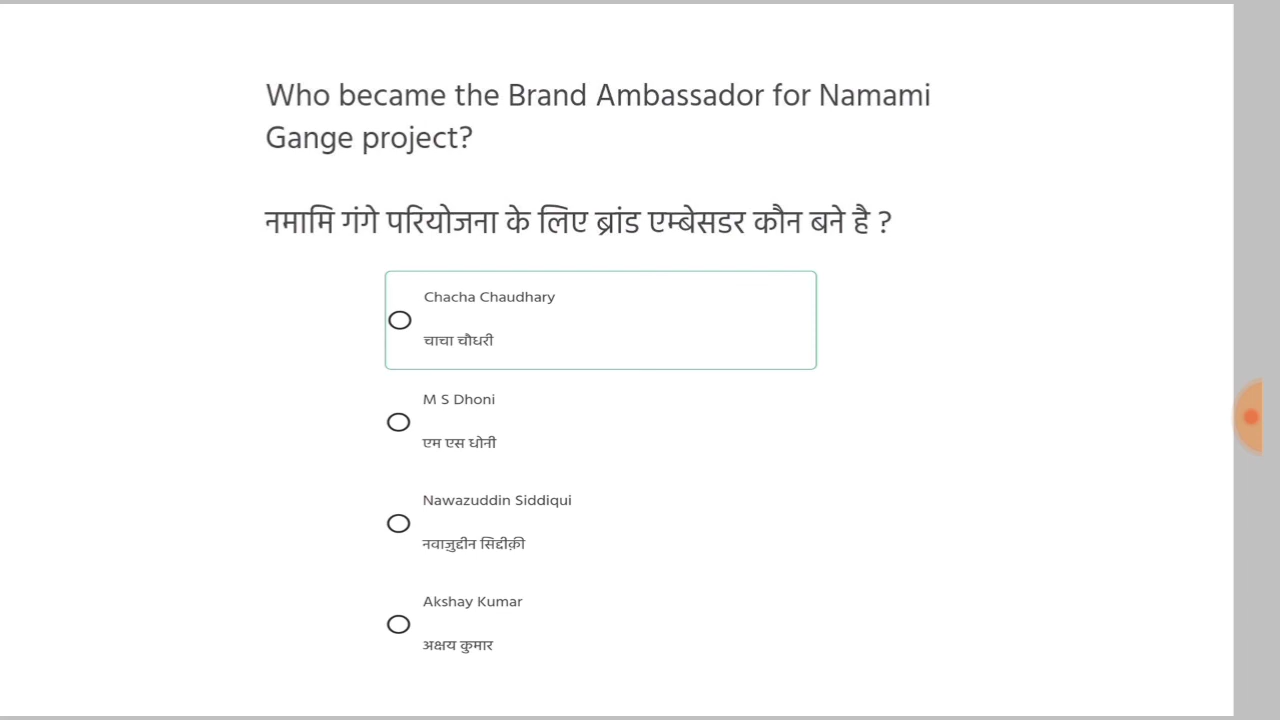 Who became the Brand Ambassador for Namami
Gange project?
नमामि गंगे परियोजना के लिए ब्रांड एम्बेसडर कौन बने है ?
Chacha Chaudhary
चाचा चौधरी
M S Dhoni
एम एस धोनी
Nawazuddin Siddiqui
नवाज़ुद्दीन सिद्दीक़ी
Akshay Kumar
अक्षय कुमार